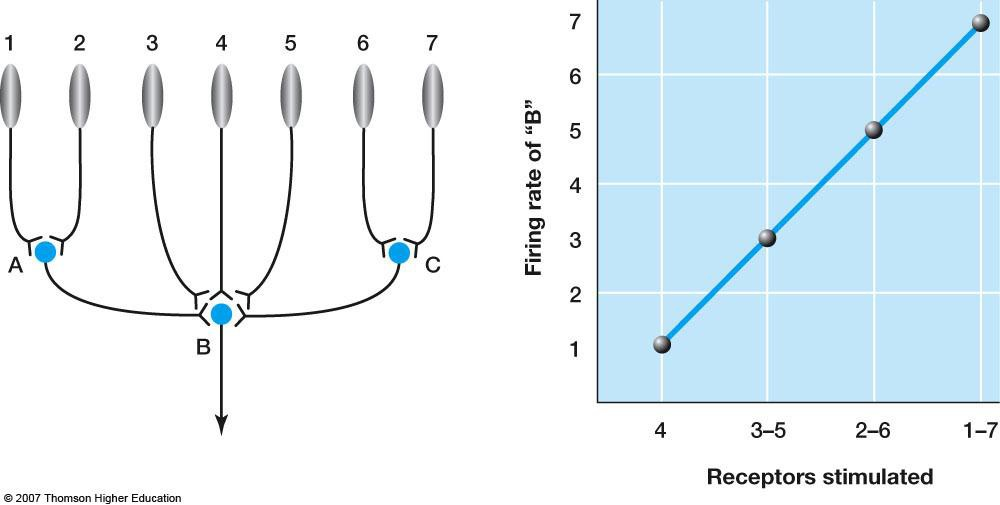 1 2 3 4 5 6 7
A
C
B
© 2007 Thomson Higher Education
Firing rate of “B”
7
6
5
4
3
2
1
4 3–5 2–6 1–7
Receptors stimulated